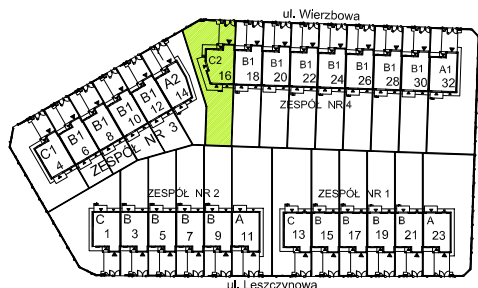 ul. Wierzbowa
C2 B1 B1 B1 B1 B1 B1 B1 A1
16 18 20 22 24 26 28 30 32
ZESPÓŁ NR 4
C1 B1 B1 B1 B1 A2
4 6 8 10 12 14
ZESPÓŁ NR 3
ZESPÓŁ NR 2
C B B B B A
1 3 5 7 9 11
ZESPÓŁ NR 1
C B B B B A
13 15 17 19 21 23
ul. Leszczynowa